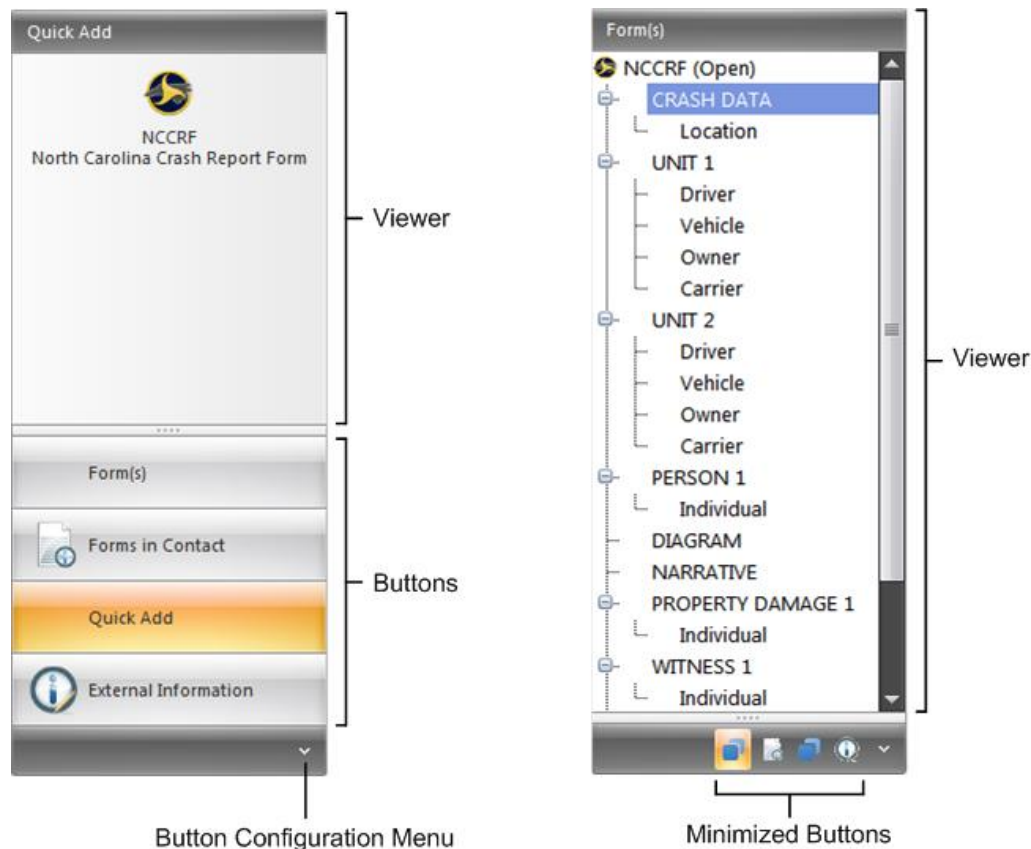 Quick Add
NCCRF
North Carolina Crash Report Form
Viewer
Form(s)
Forms in Contact
Quick Add
External Information
Buttons
Button Configuration Menu
Form(s)
NCCRF (Open)
CRASH DATA
Location
UNIT 1
Driver
Vehicle
Owner
Carrier
UNIT 2
Driver
Vehicle
Owner
Carrier
PERSON 1
Individual
DIAGRAM
NARRATIVE
PROPERTY DAMAGE 1
Individual
WITNESS 1
Individual
Viewer
Minimized Buttons